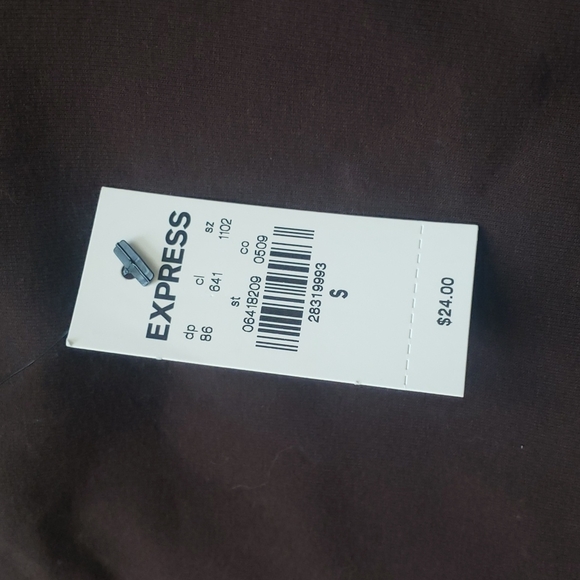 EXPRESS
dp cl sz
86 641 1102
st co
06418209 0509
28319993
S
$24.00